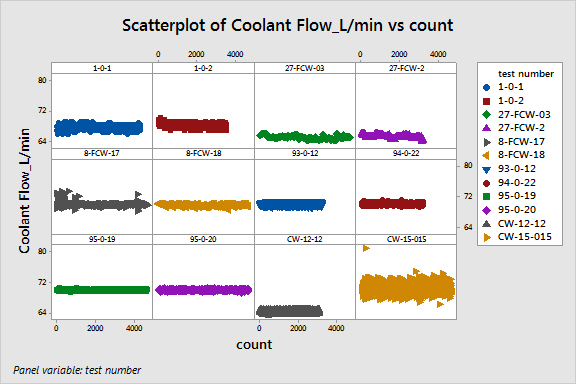 Scatterplot of Coolant Flow_L/min vs count
0 2000 4000 0 2000 4000
1-0-1 1-0-2 27-FCW-03 27-FCW-2
80
72
64
8-FCW-17 8-FCW-18 93-0-12 94-0-22
80
72
64
95-0-19 95-0-20 CW-12-12 CW-15-015
80
72
64
0 2000 4000 0 2000 4000
Coolant Flow_L/min
count
test number
1-0-1
1-0-2
27-FCW-03
27-FCW-2
8-FCW-17
8-FCW-18
93-0-12
94-0-22
95-0-19
95-0-20
CW-12-12
CW-15-015
Panel variable: test number